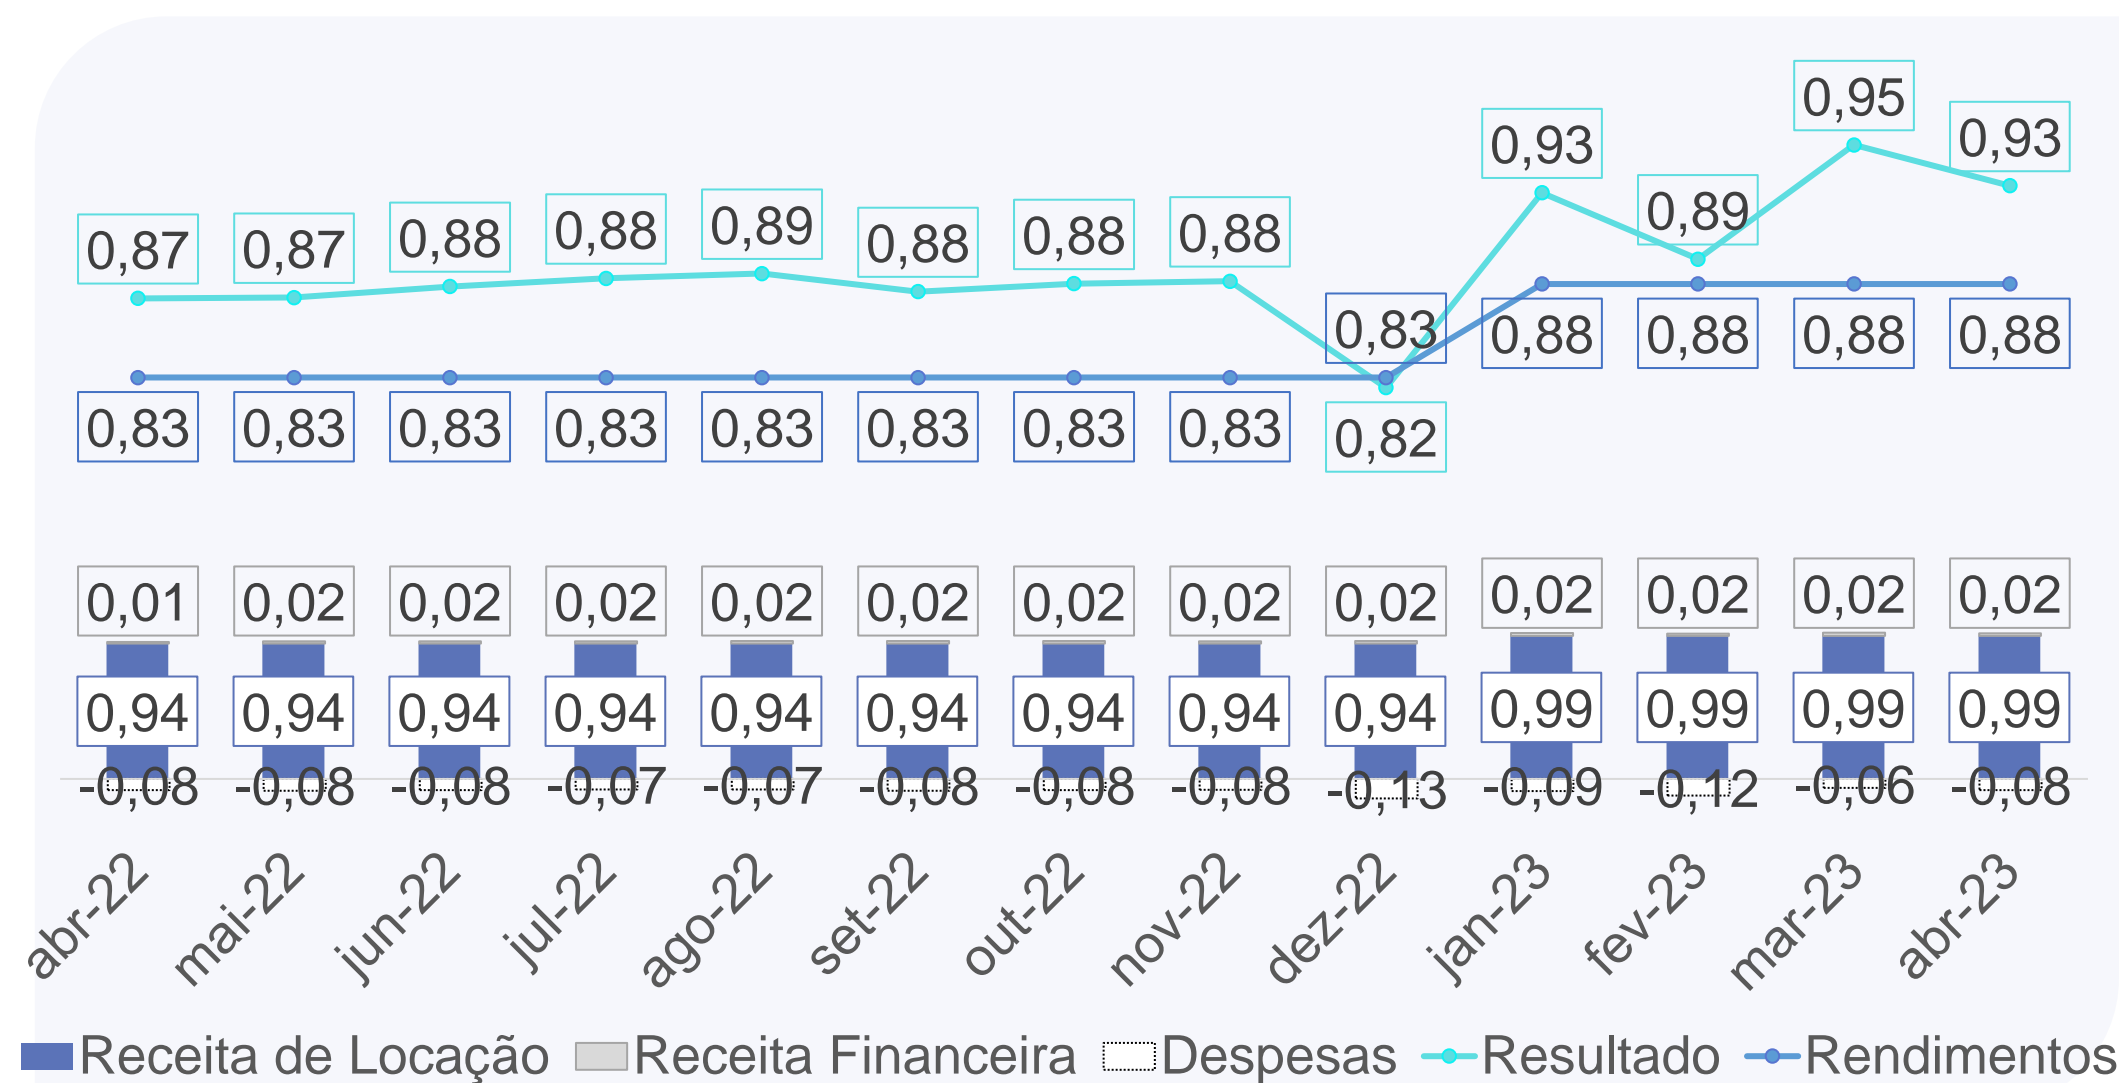 0,87 0,87 0,88 0,88 0,89 0,88 0,88 0,88 0,93 0,89 0,95 0,93
0,83
0,88 0,88 0,88 0,88
0,83 0,83 0,83 0,83 0,83 0,83 0,83 0,83 0,82
0,01 0,02 0,02 0,02 0,02 0,02 0,02 0,02 0,02 0,02 0,02 0,02 0,02
0,94 0,94 0,94 0,94 0,94 0,94 0,94 0,94 0,94 0,99 0,99 0,99 0,99
-0,08 -0,08 -0,08 -0,07 -0,07 -0,08 -0,08 -0,08 -0,13 -0,09 -0,12 -0,06 -0,08
abr-22 mai-22 jun-22 jul-22 ago-22 set-22 out-22 nov-22 dez-22 jan-23 fev-23 mar-23 abr-23
Receita de Locação Receita Financeira Despesas Resultado Rendimentos